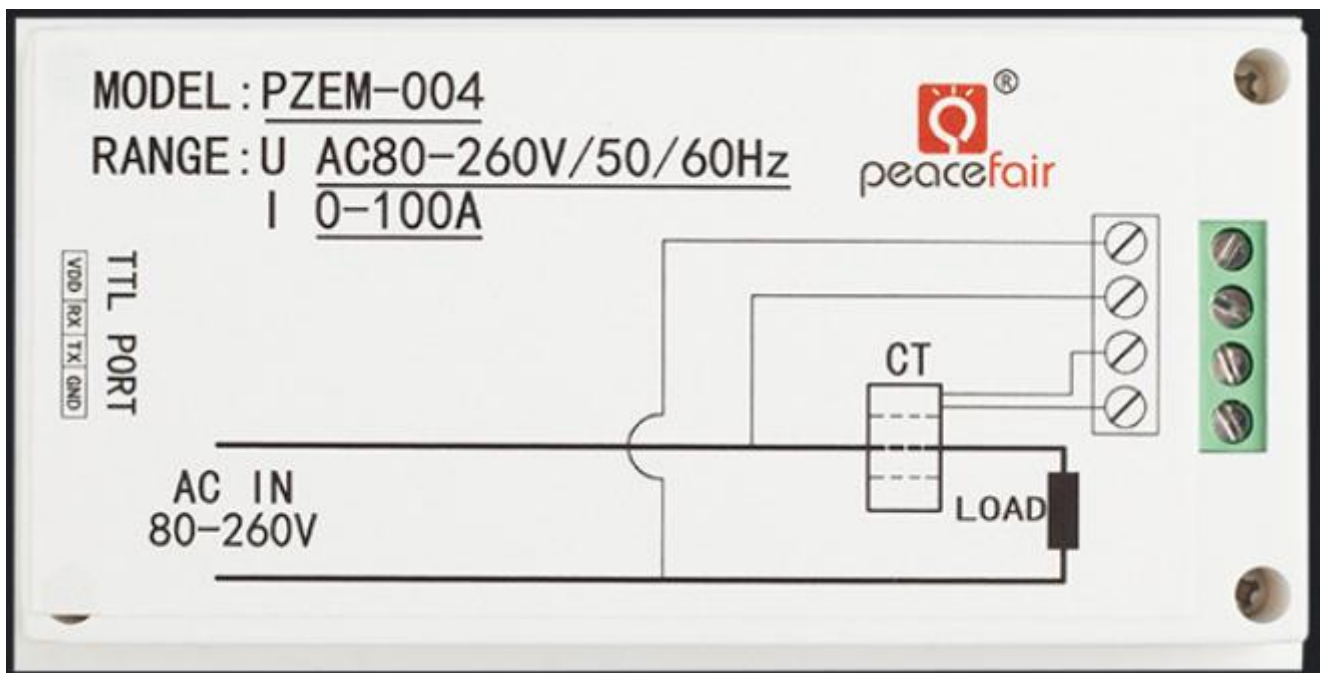 MODEL:PZEM-004
RANGE:U AC80-260V/50/60Hz
I 0-100A
®
peacefair
TTL PORT
VDD RX TX GND
CT
AC IN
80-260V
LOAD